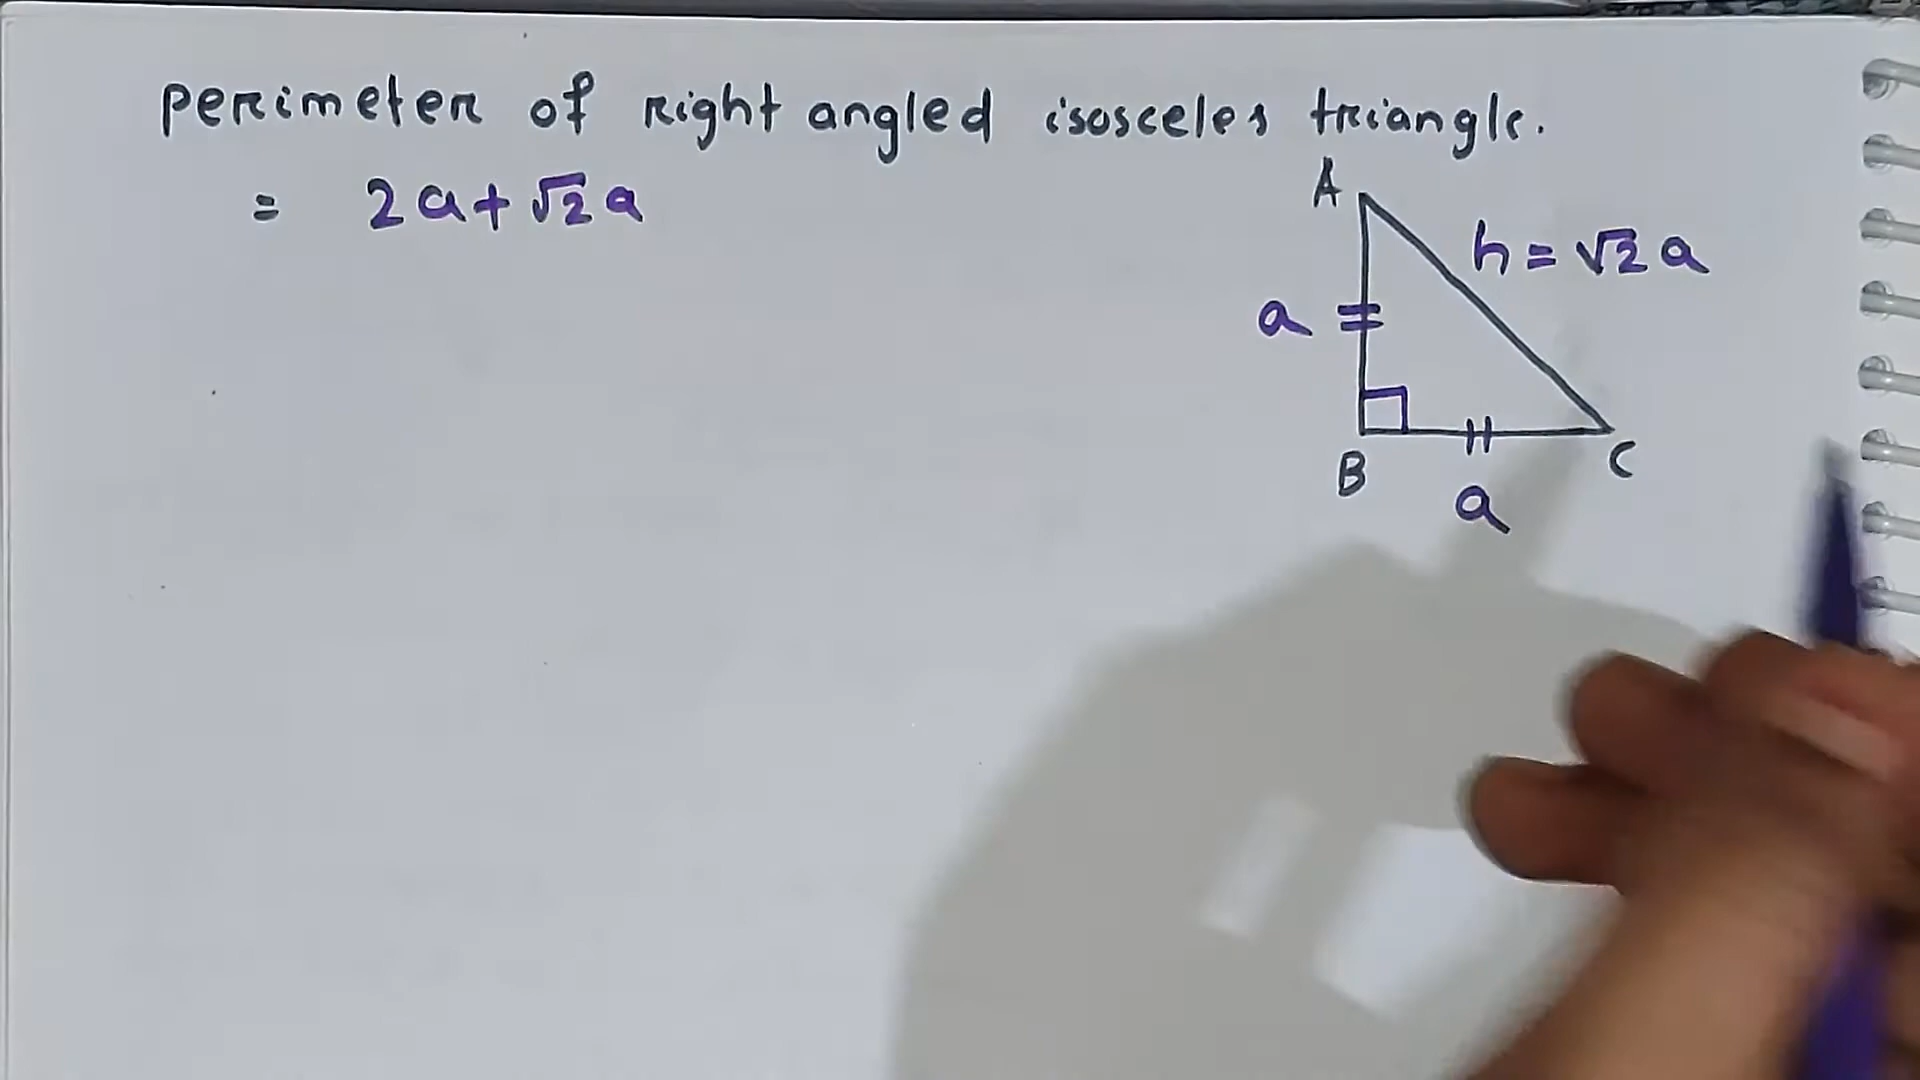 perimeter of right angled isosceles triangle.
= 2a+√2a
A
h=√2a
a
B
C
a